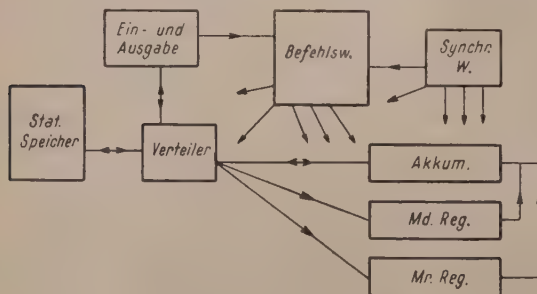 Ein- und
Ausgabe
Befehlsw.
Synchr.
W.
Stat.
Speicher
Verteiler
Akkum.
Md. Reg.
Mr. Reg.